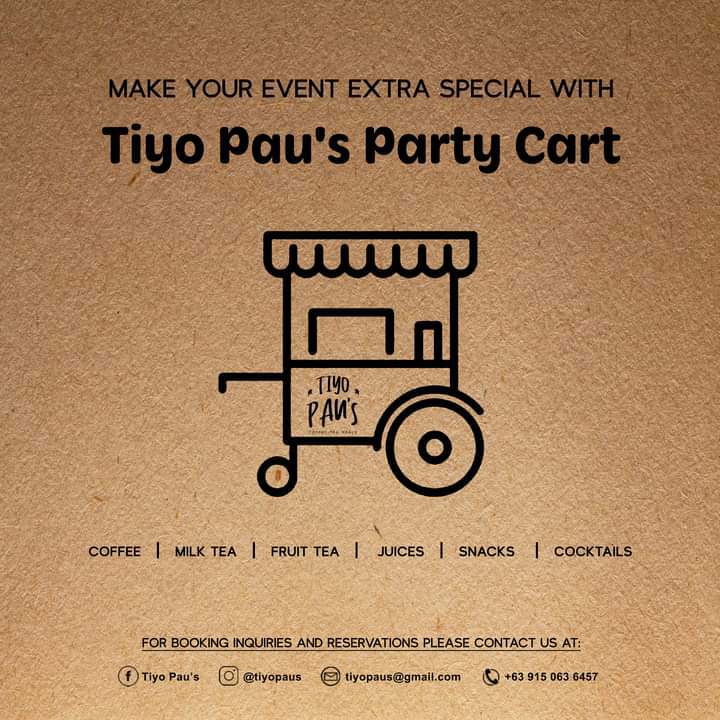 MAKE YOUR EVENT EXTRA SPECIAL WITH
Tiyo Pau's Party Cart
TIYO
PAU'S
COFFEE | MILK TEA | FRUIT TEA | JUICES | SNACKS | COCKTAILS
FOR BOOKING INQUIRIES AND RESERVATIONS PLEASE CONTACT US AT:
Tiyo Pau's @tiyopaus tiyopaus@gmail.com +63 915 063 6457